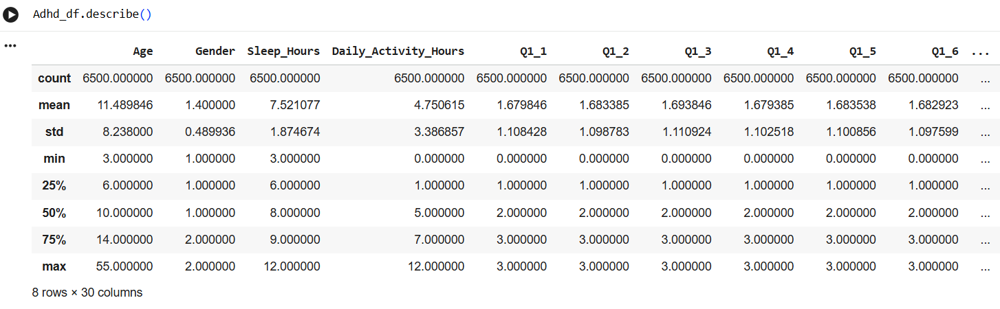 Adhd_df.describe()
... Age Gender Sleep_Hours Daily_Activity_Hours Q1_1 Q1_2 Q1_3 Q1_4 Q1_5 Q1_6 ...
count 6500.000000 6500.000000 6500.000000 6500.000000 6500.000000 6500.000000 6500.000000 6500.000000 6500.000000 6500.000000 ...
mean 11.489846 1.400000 7.521077 4.750615 1.679846 1.683385 1.693846 1.679385 1.683538 1.682923 ...
std 8.238000 0.489936 1.874674 3.386857 1.108428 1.098783 1.110924 1.102518 1.100856 1.097599 ...
min 3.000000 1.000000 3.000000 0.000000 0.000000 0.000000 0.000000 0.000000 0.000000 0.000000 ...
25% 6.000000 1.000000 6.000000 1.000000 1.000000 1.000000 1.000000 1.000000 1.000000 1.000000 ...
50% 10.000000 1.000000 8.000000 5.000000 2.000000 2.000000 2.000000 2.000000 2.000000 2.000000 ...
75% 14.000000 2.000000 9.000000 7.000000 3.000000 3.000000 3.000000 3.000000 3.000000 3.000000 ...
max 55.000000 2.000000 12.000000 12.000000 3.000000 3.000000 3.000000 3.000000 3.000000 3.000000 ...
8 rows × 30 columns